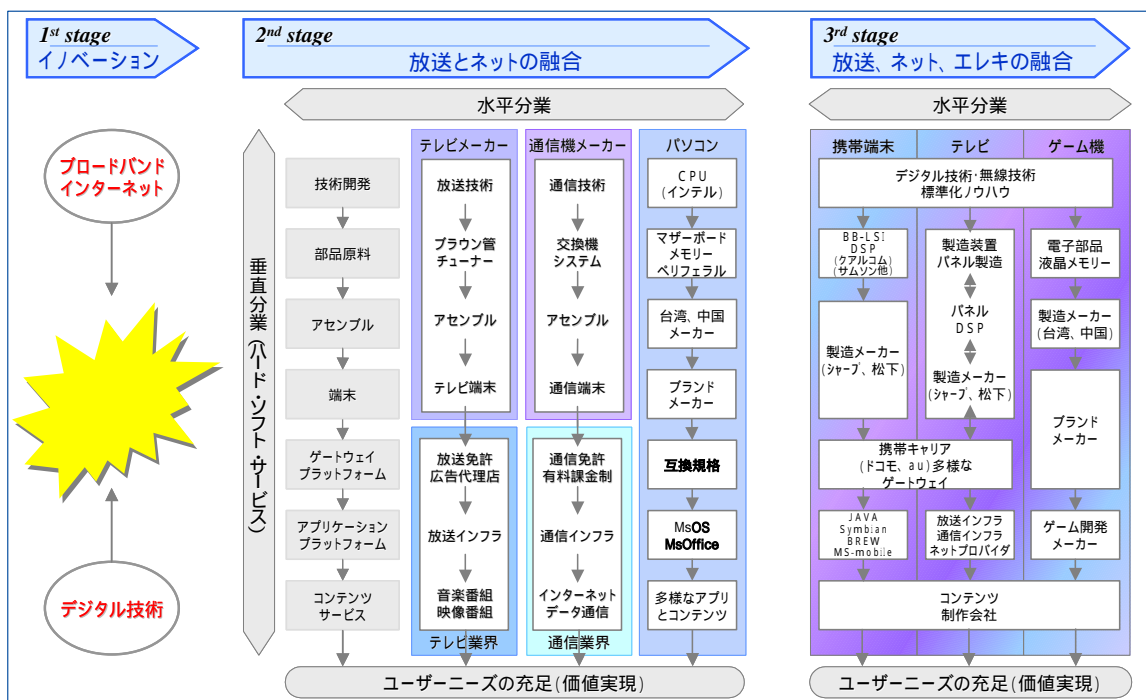 1st stage
イノベーション
2nd stage
放送とネットの融合
3rd stage
放送、ネット、エレキの融合
ブロードバンド
インターネット
デジタル技術
水平分業
垂直分業(ハード・ソフト・サービス)
技術開発
部品原料
アセンブル
端末
ゲートウェイ
プラットフォーム
アプリケーション
プラットフォーム
コンテンツ
サービス
テレビメーカー
放送技術
ブラウン管
チューナー
アセンブル
テレビ端末
放送免許
広告代理店
放送インフラ
音楽番組
映像番組
テレビ業界
通信機メーカー
通信技術
交換機
システム
アセンブル
通信端末
通信免許
有料課金制
通信インフラ
インターネット
データ通信
通信業界
パソコン
CPU
(インテル)
マザーボード
メモリー
ペリフェラル
台湾、中国
メーカー
ブランド
メーカー
互換規格
MsOS
MsOffice
多様なアプリ
とコンテンツ
ユーザーニーズの充足(価値実現)
水平分業
携帯端末
テレビ
ゲーム機
デジタル技術・無線技術
標準化ノウハウ
BB-LSI
DSP
(クアルコム)
(サムソン他)
製造メーカー
(シャープ、松下)
製造装置
パネル製造
パネル
DSP
製造メーカー
(シャープ、松下)
電子部品
液晶メモリー
製造メーカー
(台湾、中国)
ブランド
メーカー
携帯キャリア
(ドコモ、au)多様な
ゲートウェイ
JAVA
Symbian
BREW
MS-mobile
放送インフラ
通信インフラ
ネットプロバイダ
ゲーム開発
メーカー
コンテンツ
制作会社
ユーザーニーズの充足(価値実現)